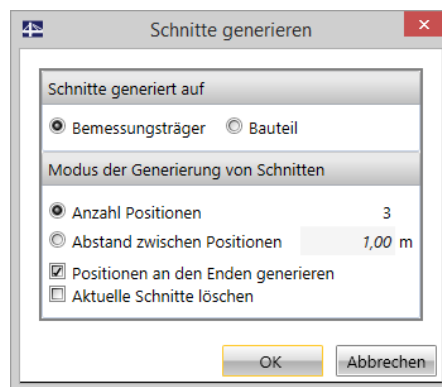 Schnitte generieren
Schnitte generiert auf
Bemessungsträger Bauteil
Modus der Generierung von Schnitten
Anzahl Positionen 3
Abstand zwischen Positionen 1,00 m
Positionen an den Enden generieren
Aktuelle Schnitte löschen
OK Abbrechen